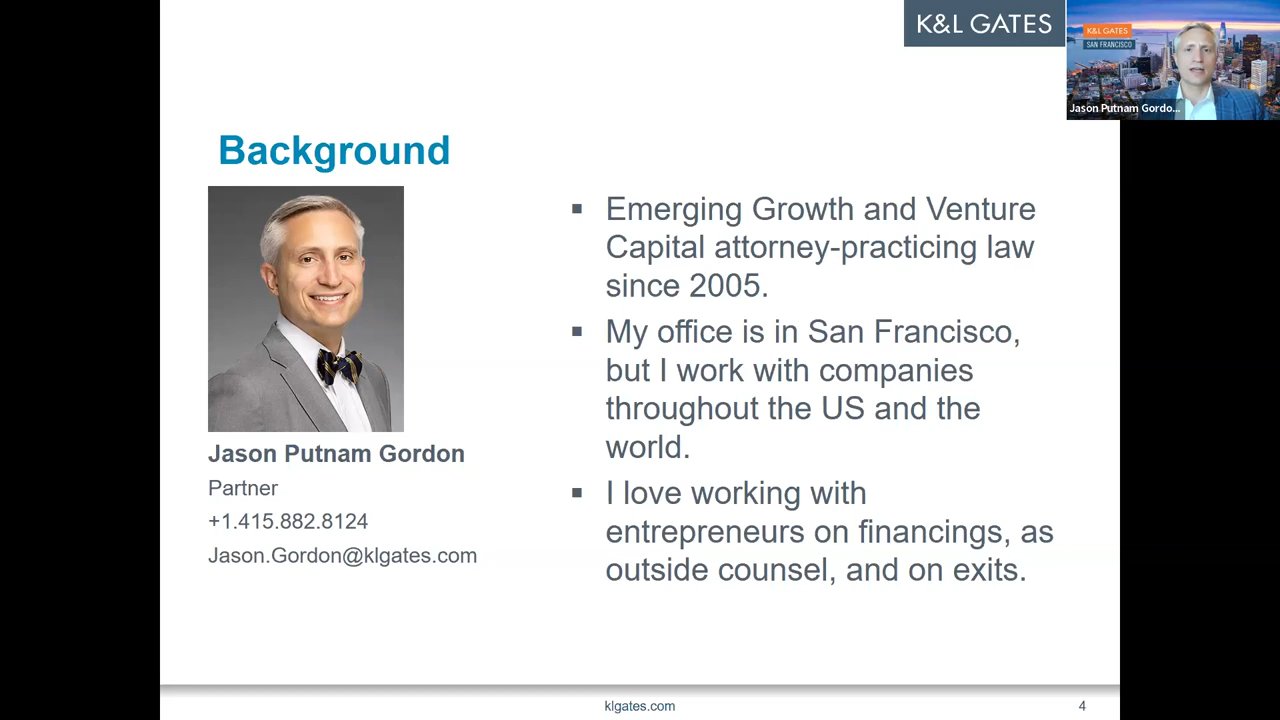 K&L GATES
K&L GATES
SAN FRANCISCO
Jason Putnam Gordo...
Background
▪ Emerging Growth and Venture
Capital attorney-practicing law
since 2005.
▪ My office is in San Francisco,
but I work with companies
throughout the US and the
world.
▪ I love working with
entrepreneurs on financings, as
outside counsel, and on exits.
Jason Putnam Gordon
Partner
+1.415.882.8124
Jason.Gordon@klgates.com
klgates.com
4